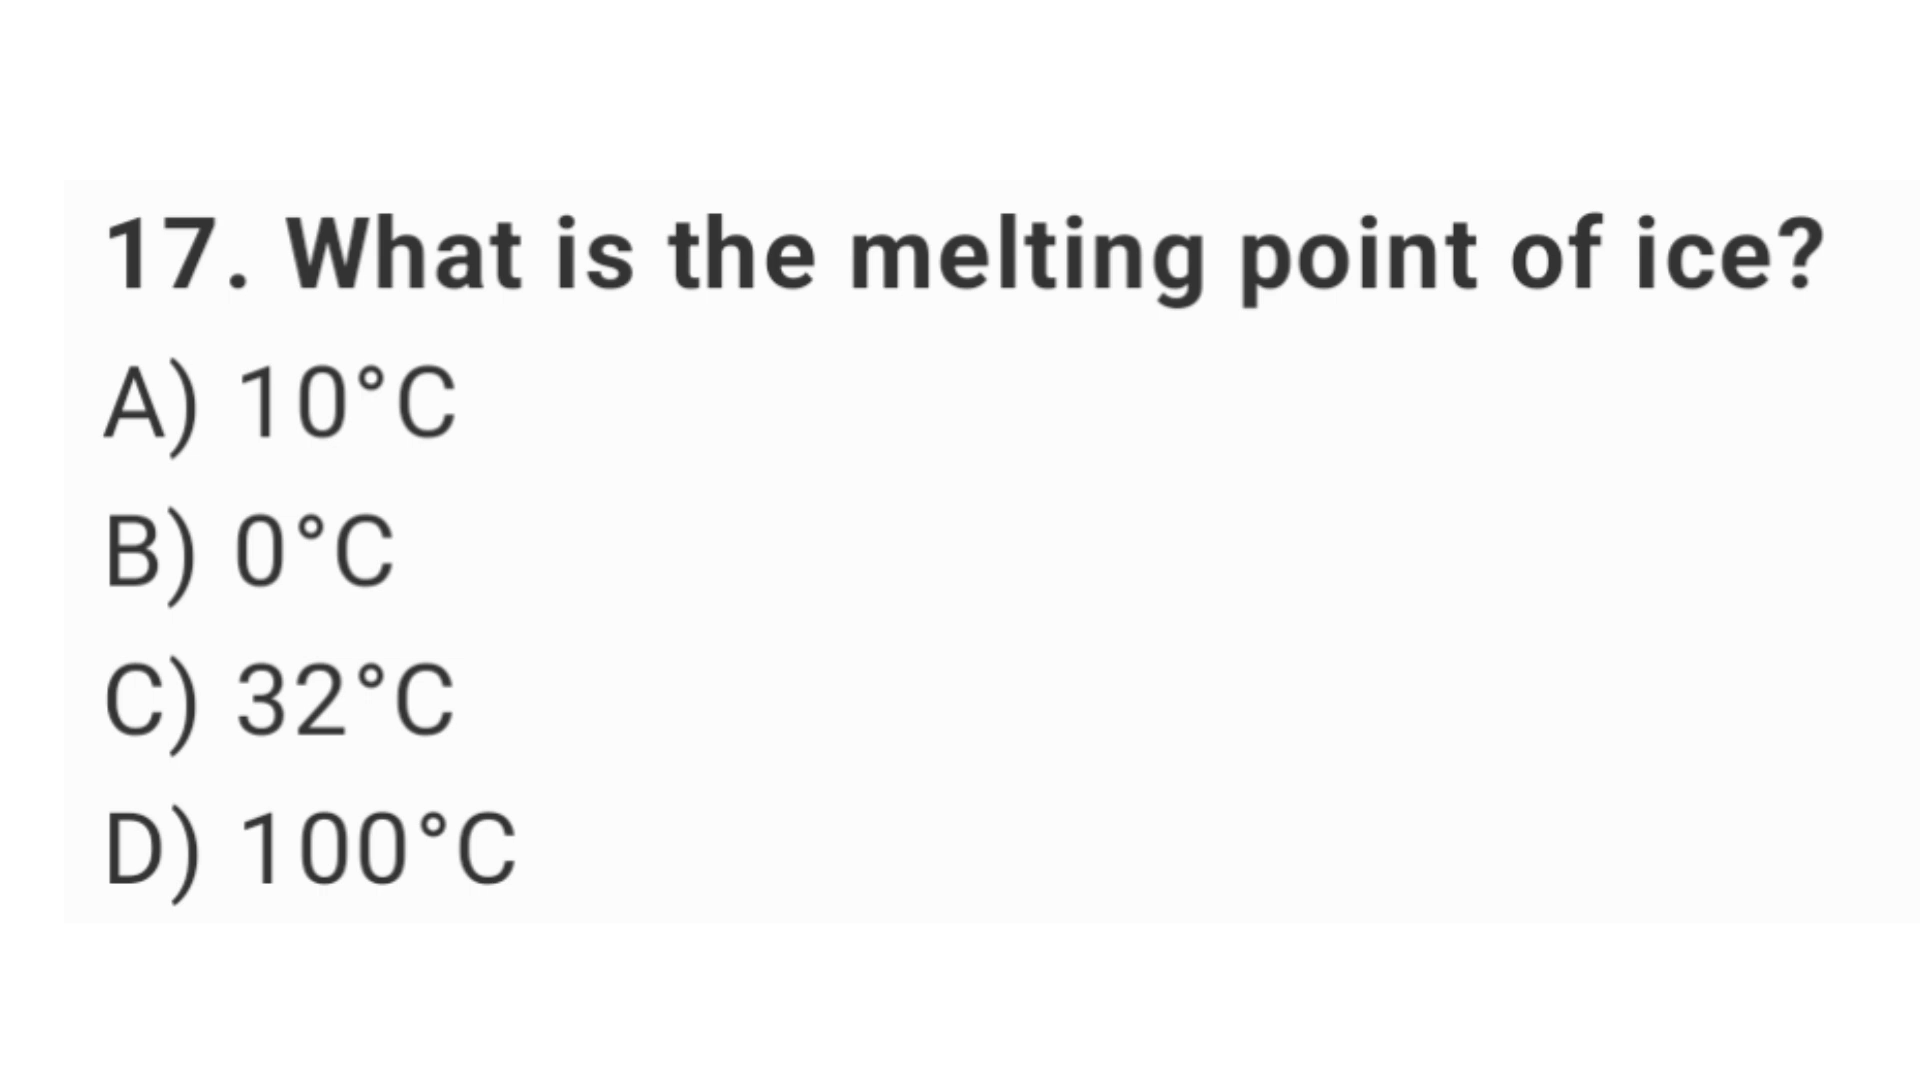 17. What is the melting point of ice?
A) 10°C
B) 0°C
C) 32°C
D) 100°C